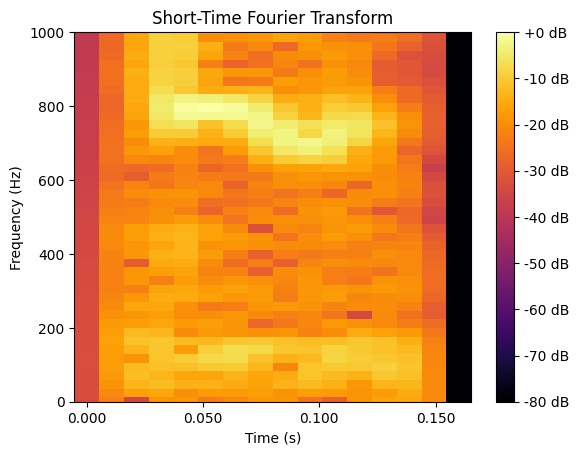 Short-Time Fourier Transform
1000
800
600
400
200
0
Frequency (Hz)
0.000
0.050
0.100
0.150
Time (s)
+0 dB
-10 dB
-20 dB
-30 dB
-40 dB
-50 dB
-60 dB
-70 dB
-80 dB